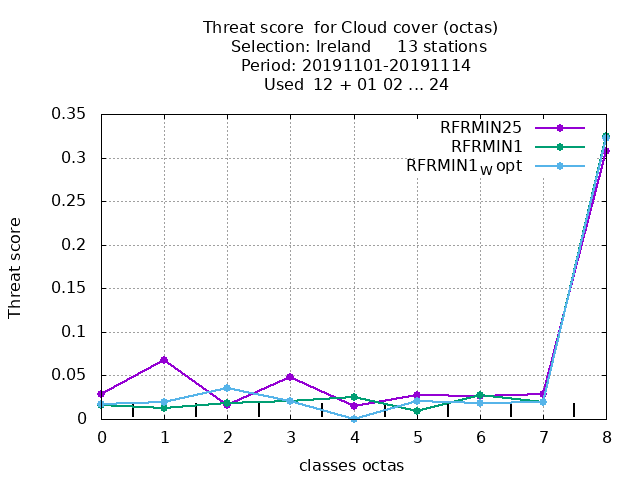 Threat score  for Cloud cover (octas)
Selection: Ireland     13 stations
Period: 20191101-20191114
Used  12 + 01 02 ... 24
RFRMIN25
RFRMIN1
RFRMIN1W opt
0.35
0.3
0.25
0.2
0.15
0.1
0.05
0
Threat score
0 1 2 3 4 5 6 7 8
classes octas